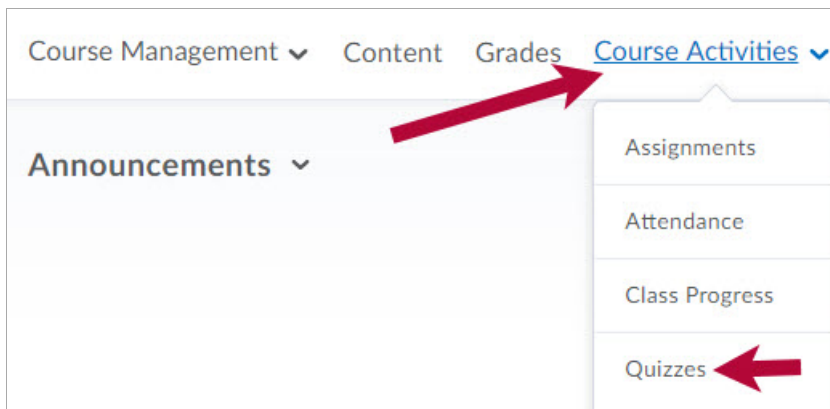 Course Management Content Grades Course Activities
Announcements
Assignments
Attendance
Class Progress
Quizzes